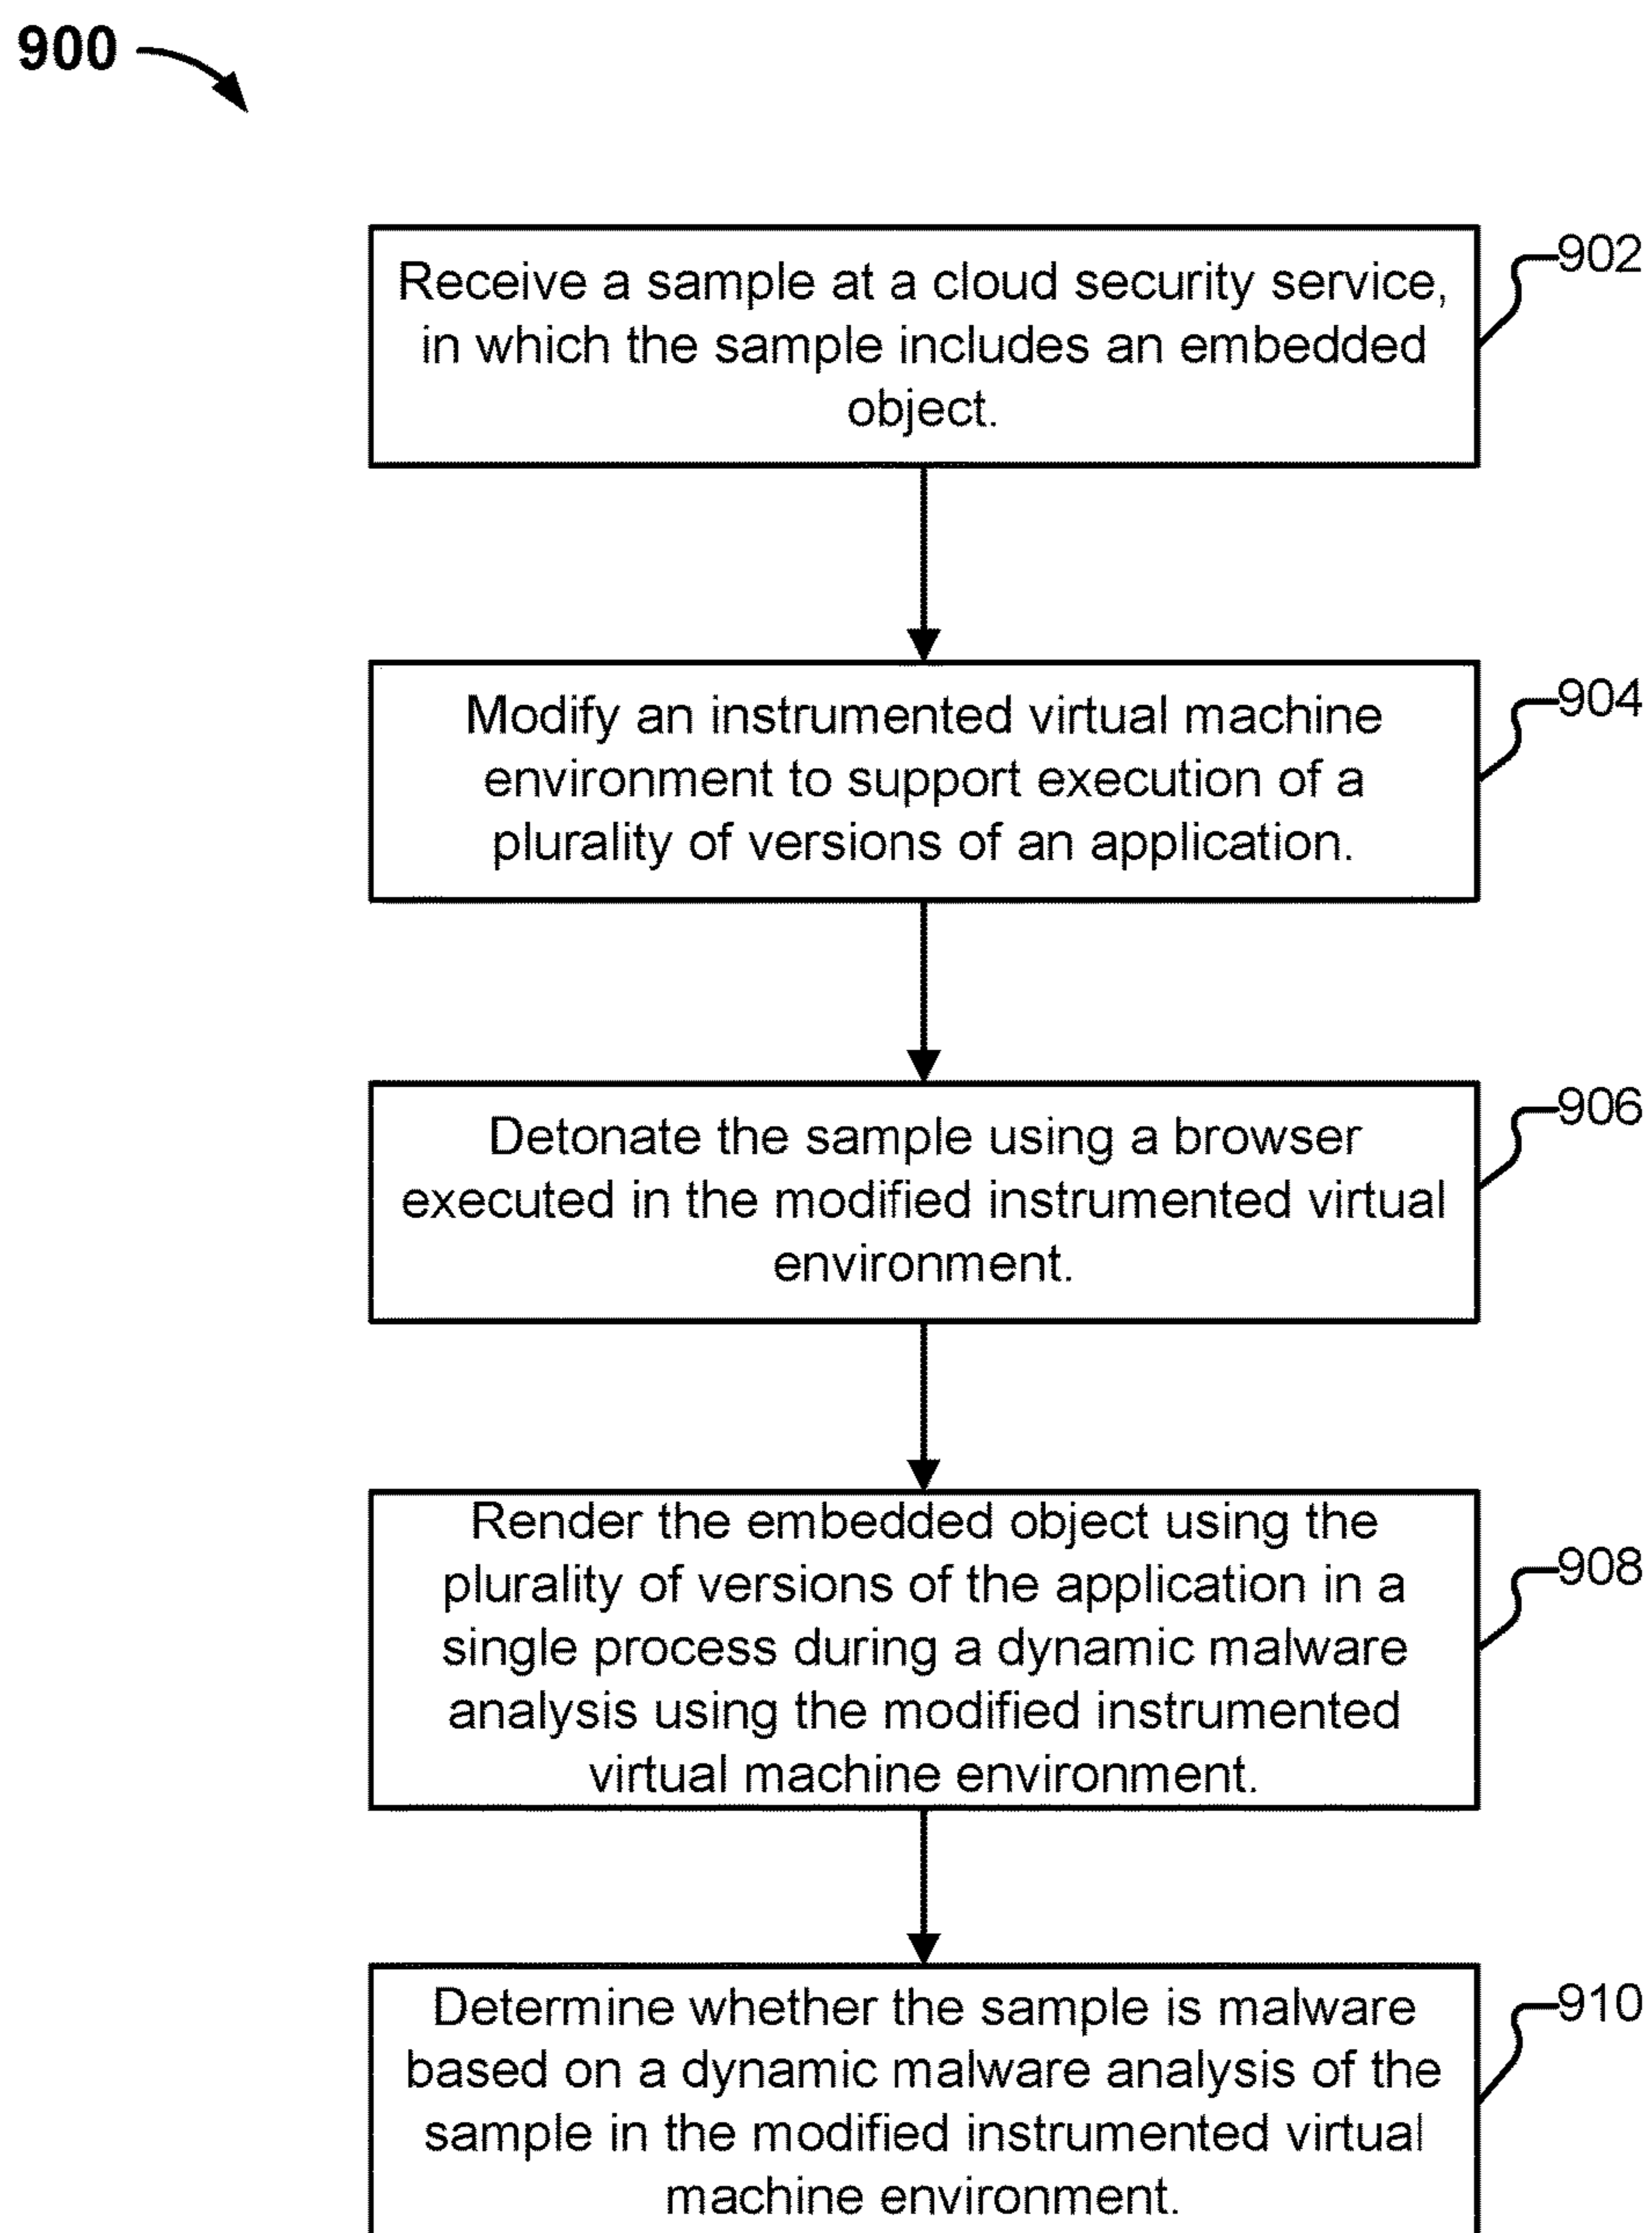 900
Receive a sample at a cloud security service,
in which the sample includes an embedded
object.
902
Modify an instrumented virtual machine
environment to support execution of a
plurality of versions of an application.
904
Detonate the sample using a browser
executed in the modified instrumented virtual
environment.
906
Render the embedded object using the
plurality of versions of the application in a
single process during a dynamic malware
analysis using the modified instrumented
virtual machine environment.
908
Determine whether the sample is malware
based on a dynamic malware analysis of the
sample in the modified instrumented virtual
machine environment.
910